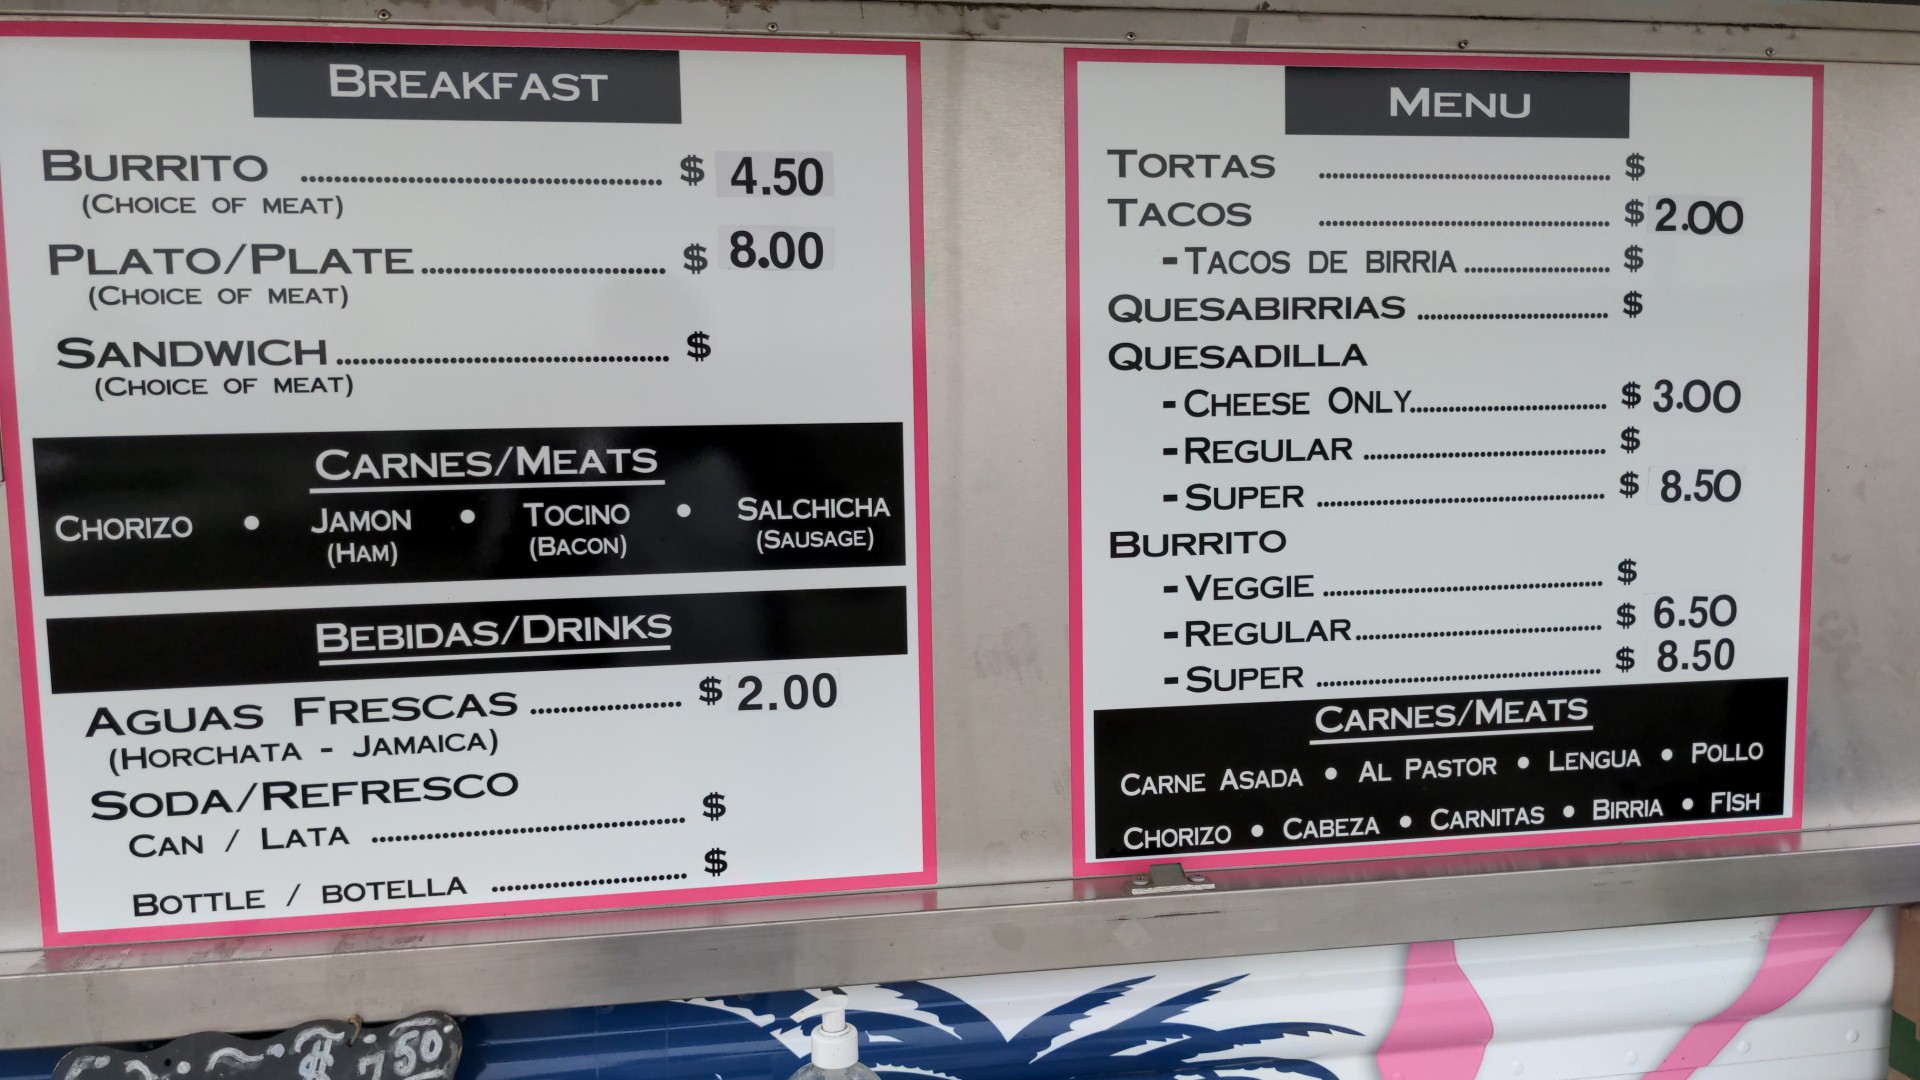 BREAKFAST
BURRITO ........ $ 4.50
(CHOICE OF MEAT)
PLATO/PLATE ........ $ 8.00
(CHOICE OF MEAT)
SANDWICH ........ $
(CHOICE OF MEAT)
CARNES/MEATS
CHORIZO • JAMON • TOCINO • SALCHICHA
(HAM) (BACON) (SAUSAGE)
BEBIDAS/DRINKS
AGUAS FRESCAS ........ $ 2.00
(HORCHATA - JAMAICA)
SODA/REFRESCO
CAN / LATA ........ $
BOTTLE / BOTELLA ........ $
MENU
TORTAS ........ $
TACOS ........ $ 2.00
- TACOS DE BIRRIA ........ $
QUESABIRRIAS ........ $
QUESADILLA
- CHEESE ONLY ........ $ 3.00
- REGULAR ........ $
- SUPER ........ $ 8.50
BURRITO
- VEGGIE ........ $
- REGULAR ........ $ 6.50
- SUPER ........ $ 8.50
CARNES/MEATS
CARNE ASADA • AL PASTOR • LENGUA • POLLO
CHORIZO • CABEZA • CARNITAS • BIRRIA • FISH
$ 7.50